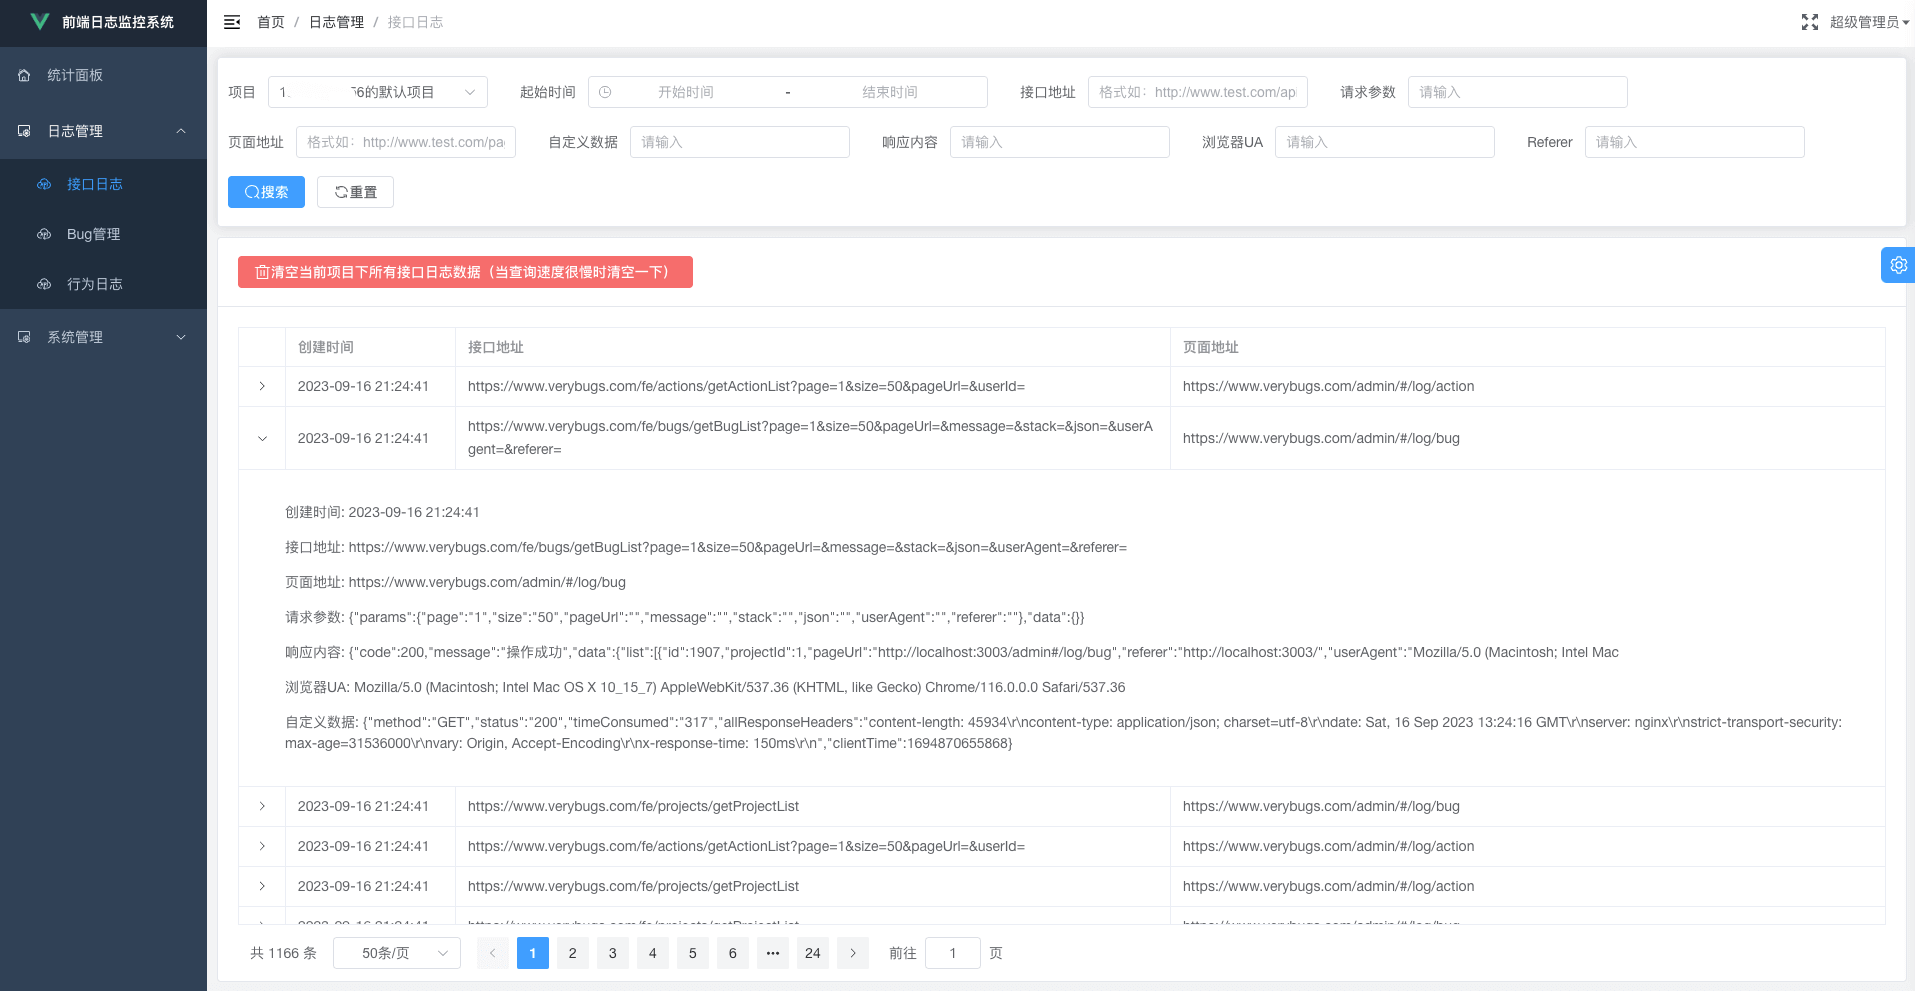 前端日志监控系统
首页 / 日志管理 / 接口日志
超级管理员
统计面板
日志管理
接口日志
Bug管理
行为日志
系统管理
项目 1. 6的默认项目 起始时间 开始时间 - 结束时间 接口地址 格式如：http://www.test.com/api 请求参数 请输入
页面地址 格式如：http://www.test.com/pa 自定义数据 请输入 响应内容 请输入 浏览器UA 请输入 Referer 请输入
搜索 重置
清空当前项目下所有接口日志数据（当查询速度很慢时清空一下）
创建时间 接口地址 页面地址
2023-09-16 21:24:41 https://www.verybugs.com/fe/actions/getActionList?page=1&size=50&pageUrl=&userId= https://www.verybugs.com/admin/#/log/action
2023-09-16 21:24:41 https://www.verybugs.com/fe/bugs/getBugList?page=1&size=50&pageUrl=&message=&stack=&json=&userA
gent=&referer= https://www.verybugs.com/admin/#/log/bug
创建时间: 2023-09-16 21:24:41
接口地址: https://www.verybugs.com/fe/bugs/getBugList?page=1&size=50&pageUrl=&message=&stack=&json=&userAgent=&referer=
页面地址: https://www.verybugs.com/admin/#/log/bug
请求参数: {"params":{"page":"1","size":"50","pageUrl":"","message":"","stack":"","json":"","userAgent":"","referer":""},"data":{}}
响应内容: {"code":200,"message":"操作成功","data":{"list":[{"id":1907,"projectId":1,"pageUrl":"http://localhost:3003/admin#/log/bug","referer":"http://localhost:3003/","userAgent":"Mozilla/5.0 (Macintosh; Intel Mac
浏览器UA: Mozilla/5.0 (Macintosh; Intel Mac OS X 10_15_7) AppleWebKit/537.36 (KHTML, like Gecko) Chrome/116.0.0.0 Safari/537.36
自定义数据: {"method":"GET","status":"200","timeConsumed":"317","allResponseHeaders":"content-length: 45934\r\ncontent-type: application/json; charset=utf-8\r\ndate: Sat, 16 Sep 2023 13:24:16 GMT\r\nserver: nginx\r\nstrict-transport-security:
max-age=31536000\r\nvary: Origin, Accept-Encoding\r\nx-response-time: 150ms\r\n","clientTime":1694870655868}
2023-09-16 21:24:41 https://www.verybugs.com/fe/projects/getProjectList https://www.verybugs.com/admin/#/log/bug
2023-09-16 21:24:41 https://www.verybugs.com/fe/actions/getActionList?page=1&size=50&pageUrl=&userId= https://www.verybugs.com/admin/#/log/action
2023-09-16 21:24:41 https://www.verybugs.com/fe/projects/getProjectList https://www.verybugs.com/admin/#/log/action
共 1166 条 50条/页 1 2 3 4 5 6 ••• 24 前往 1 页